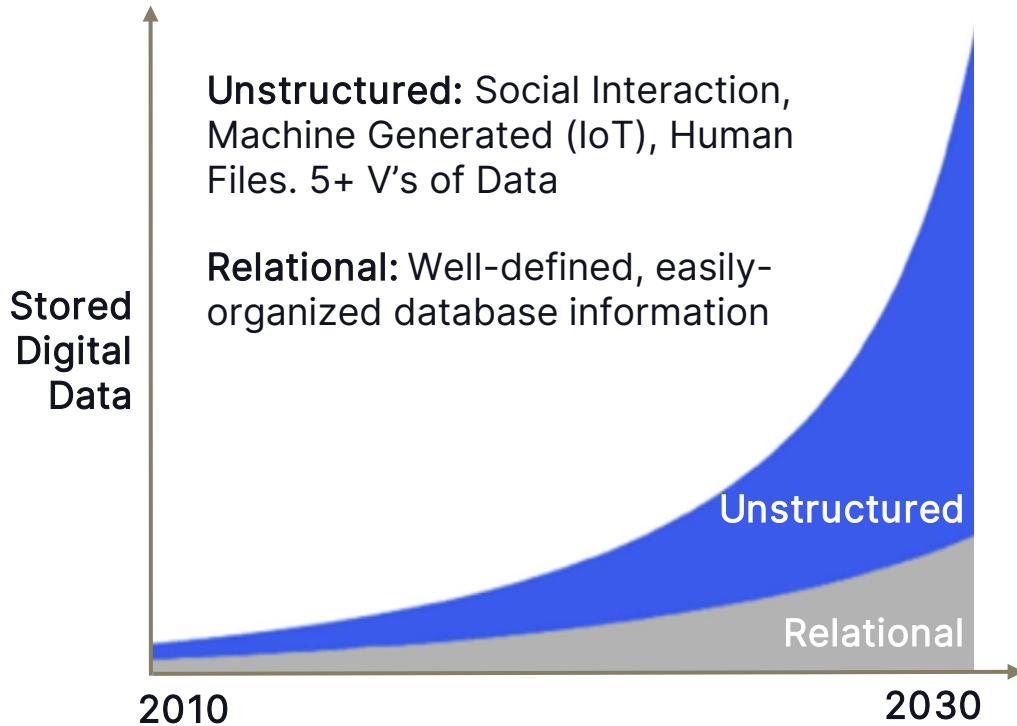 Unstructured: Social Interaction,
Machine Generated (IoT), Human
Files. 5+ V’s of Data
Relational: Well-defined, easily-
organized database information
Stored
Digital
Data
Unstructured
Relational
2010
2030